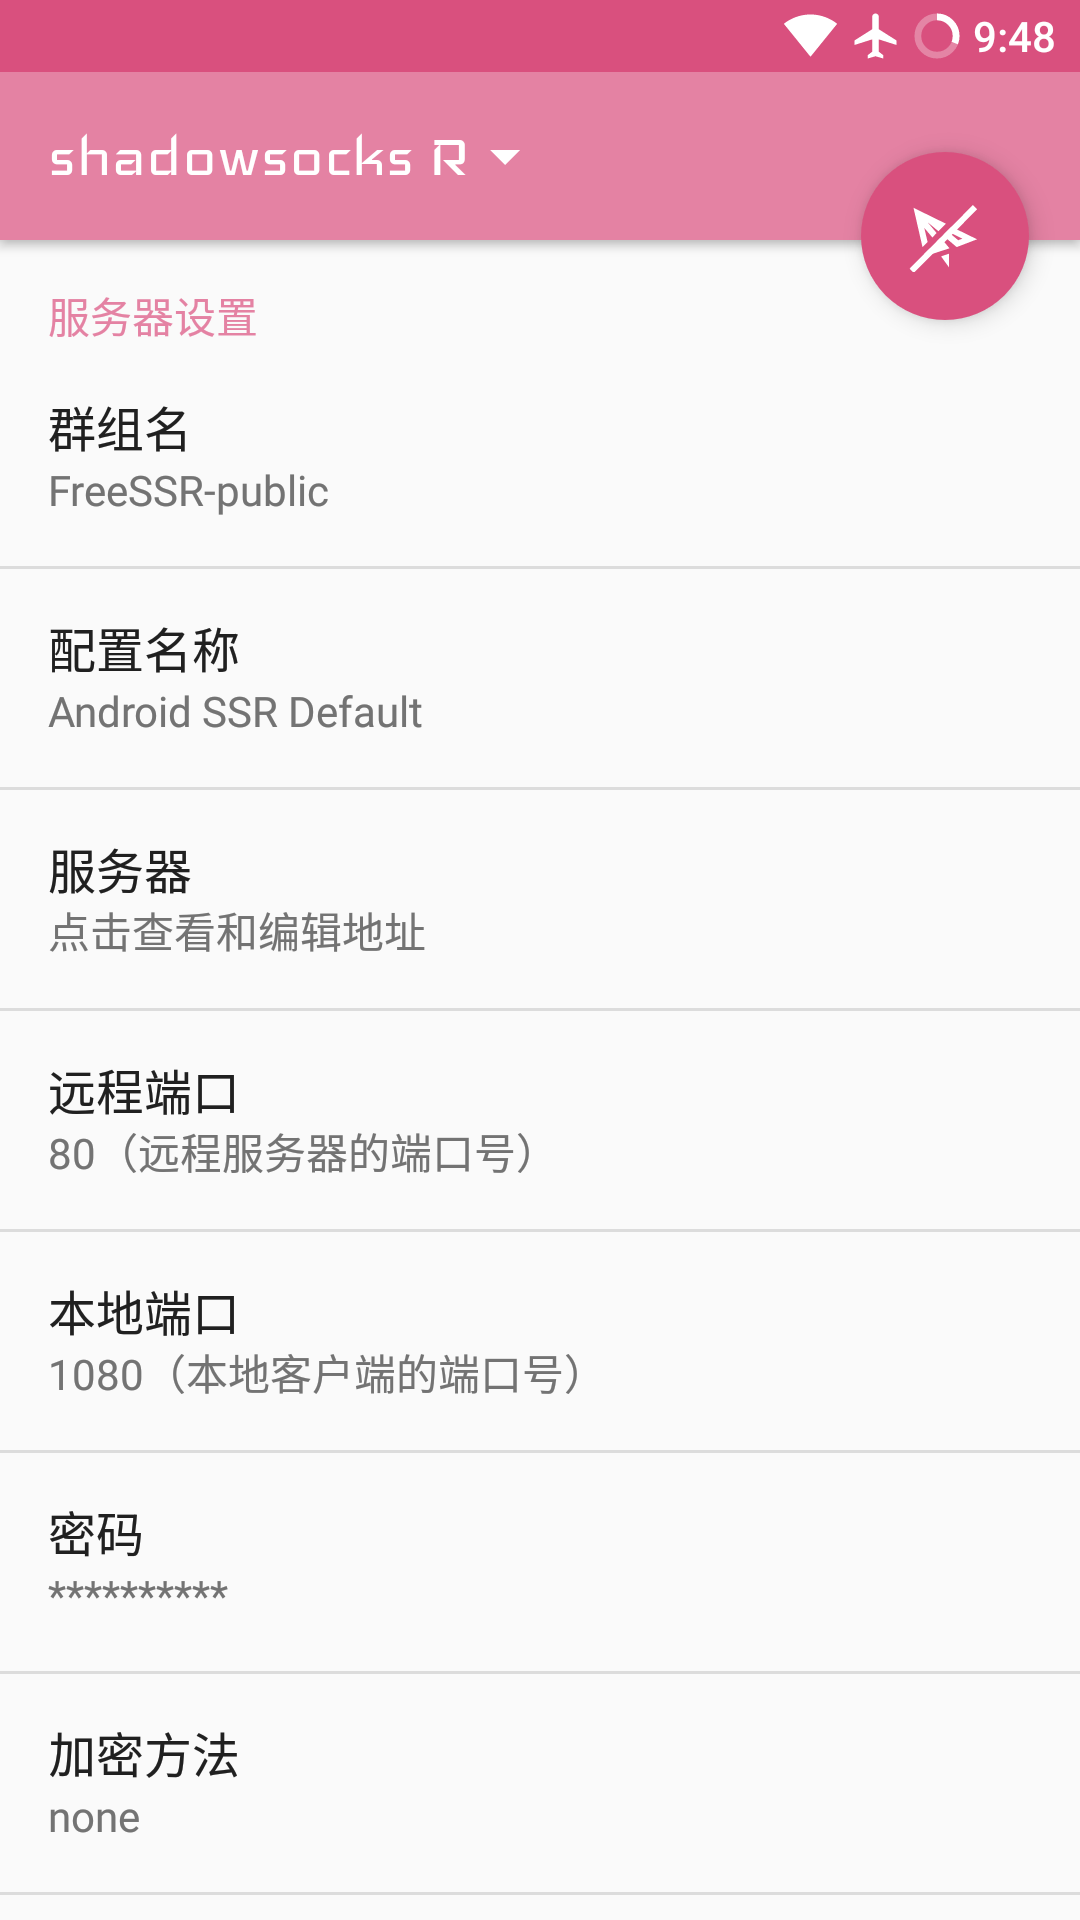 9:48
shadowsocks R
服务器设置
群组名
FreeSSR-public
配置名称
Android SSR Default
服务器
点击查看和编辑地址
远程端口
80（远程服务器的端口号）
本地端口
1080（本地客户端的端口号）
密码
**********
加密方法
none